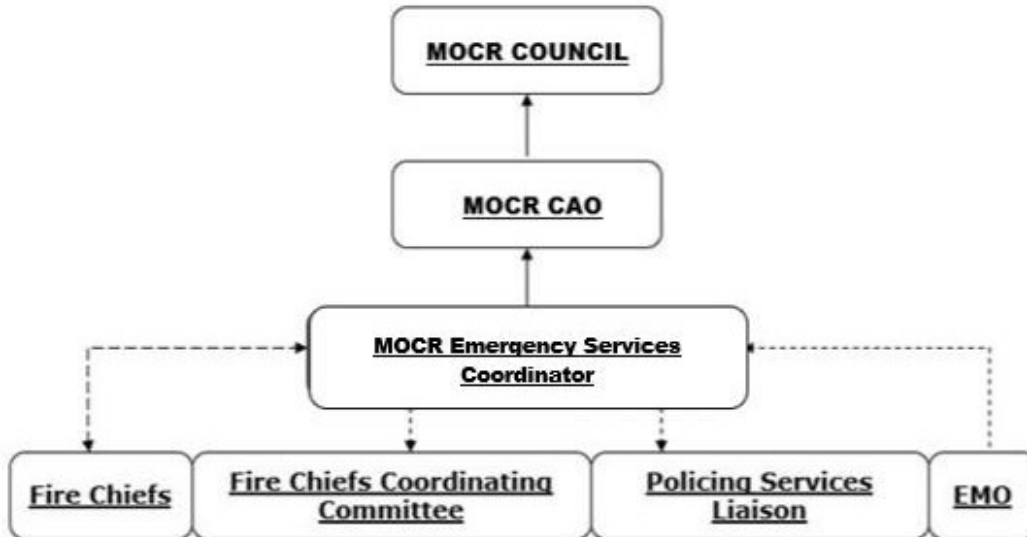 MOCR COUNCIL
MOCR CAO
MOCR Emergency Services
Coordinator
Fire Chiefs
Fire Chiefs Coordinating
Committee
Policing Services
Liaison
EMO